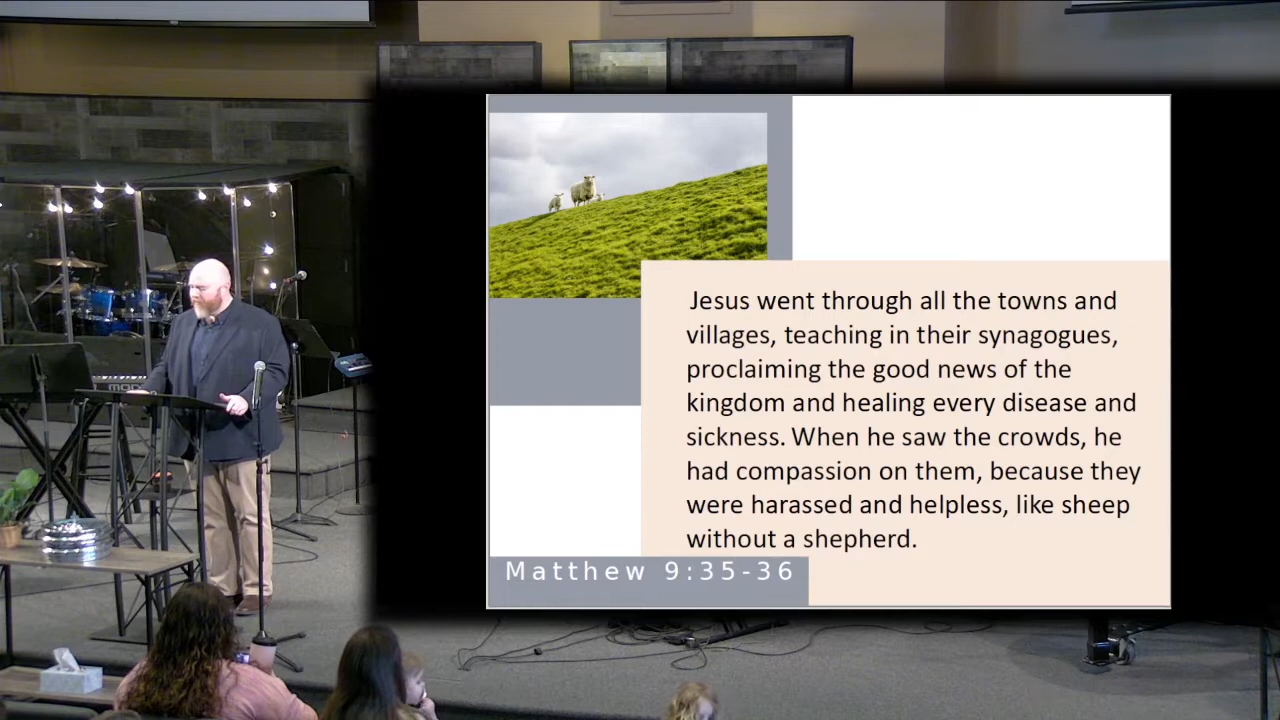 Jesus went through all the towns and
villages, teaching in their synagogues,
proclaiming the good news of the
kingdom and healing every disease and
sickness. When he saw the crowds, he
had compassion on them, because they
were harassed and helpless, like sheep
without a shepherd.
Matthew 9:35-36